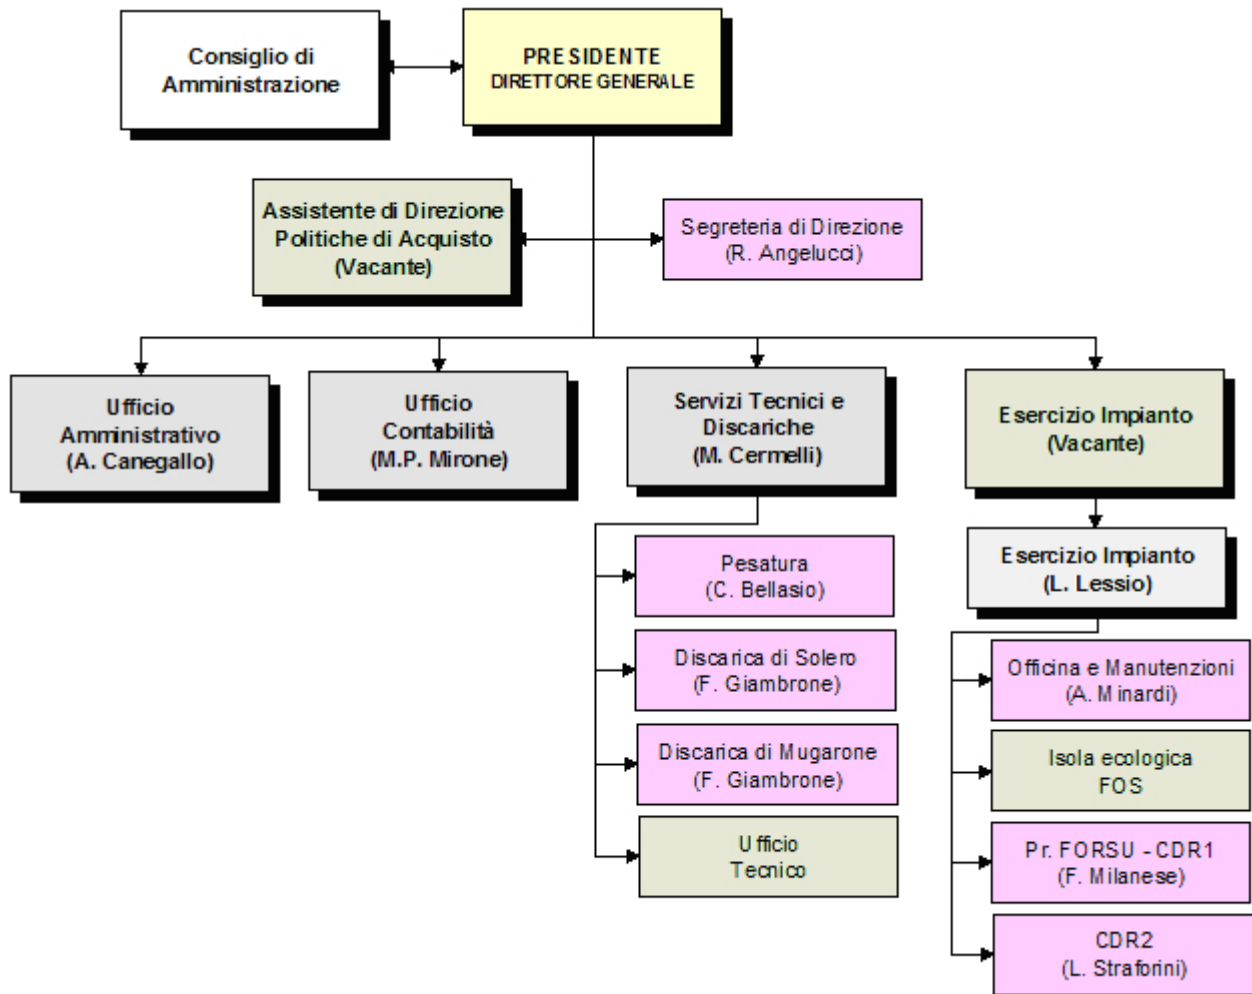 Consiglio di
Amministrazione
PRESIDENTE
DIRETTORE GENERALE
Assistente di Direzione
Politiche di Acquisto
(Vacante)
Segreteria di Direzione
(R. Angelucci)
Ufficio
Amministrativo
(A. Canegallo)
Ufficio
Contabilità
(M.P. Mirone)
Servizi Tecnici e
Discariche
(M. Cermelli)
Esercizio Impianto
(Vacante)
Pesatura
(C. Bellasio)
Discarica di Solero
(F. Giambrone)
Discarica di Mugarone
(F. Giambrone)
Ufficio
Tecnico
Esercizio Impianto
(L. Lessio)
Officina e Manutenzioni
(A. Minardi)
Isola ecologica
FOS
Pr. FORSU - CDR1
(F. Milanese)
CDR2
(L. Straforini)